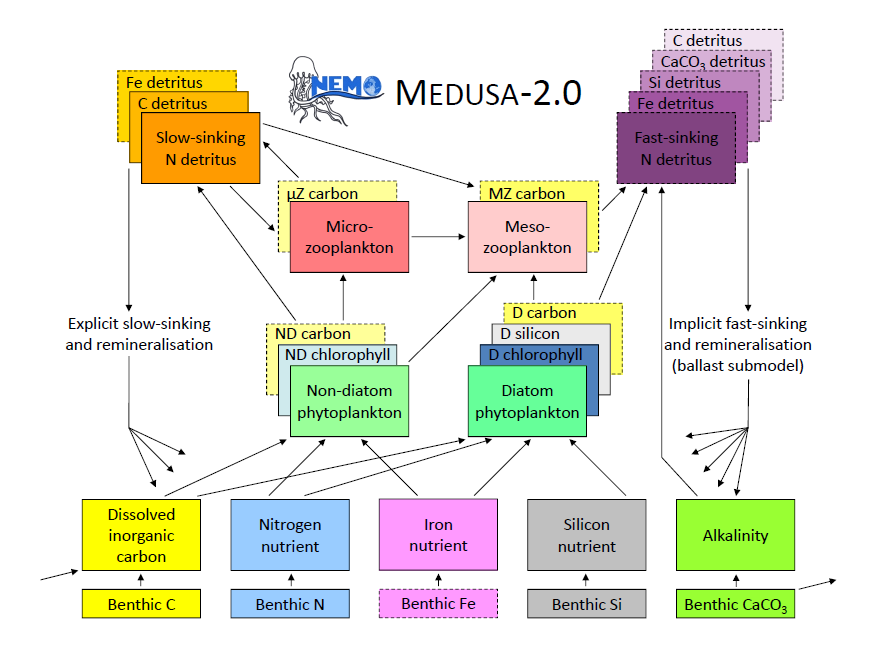 C detritus
CaCO₃ detritus
Si detritus
Fe detritus
Fast-sinking
N detritus
Fe detritus
C detritus
Slow-sinking
N detritus
NEMO
MEDUSA-2.0
µZ carbon
Micro-
zooplankton
MZ carbon
Meso-
zooplankton
Explicit slow-sinking
and remineralisation
ND carbon
ND chlorophyll
Non-diatom
phytoplankton
D carbon
D silicon
D chlorophyll
Diatom
phytoplankton
Implicit fast-sinking
and remineralisation
(ballast submodel)
Dissolved
inorganic
carbon
Nitrogen
nutrient
Iron
nutrient
Silicon
nutrient
Alkalinity
Benthic C
Benthic N
Benthic Fe
Benthic Si
Benthic CaCO₃